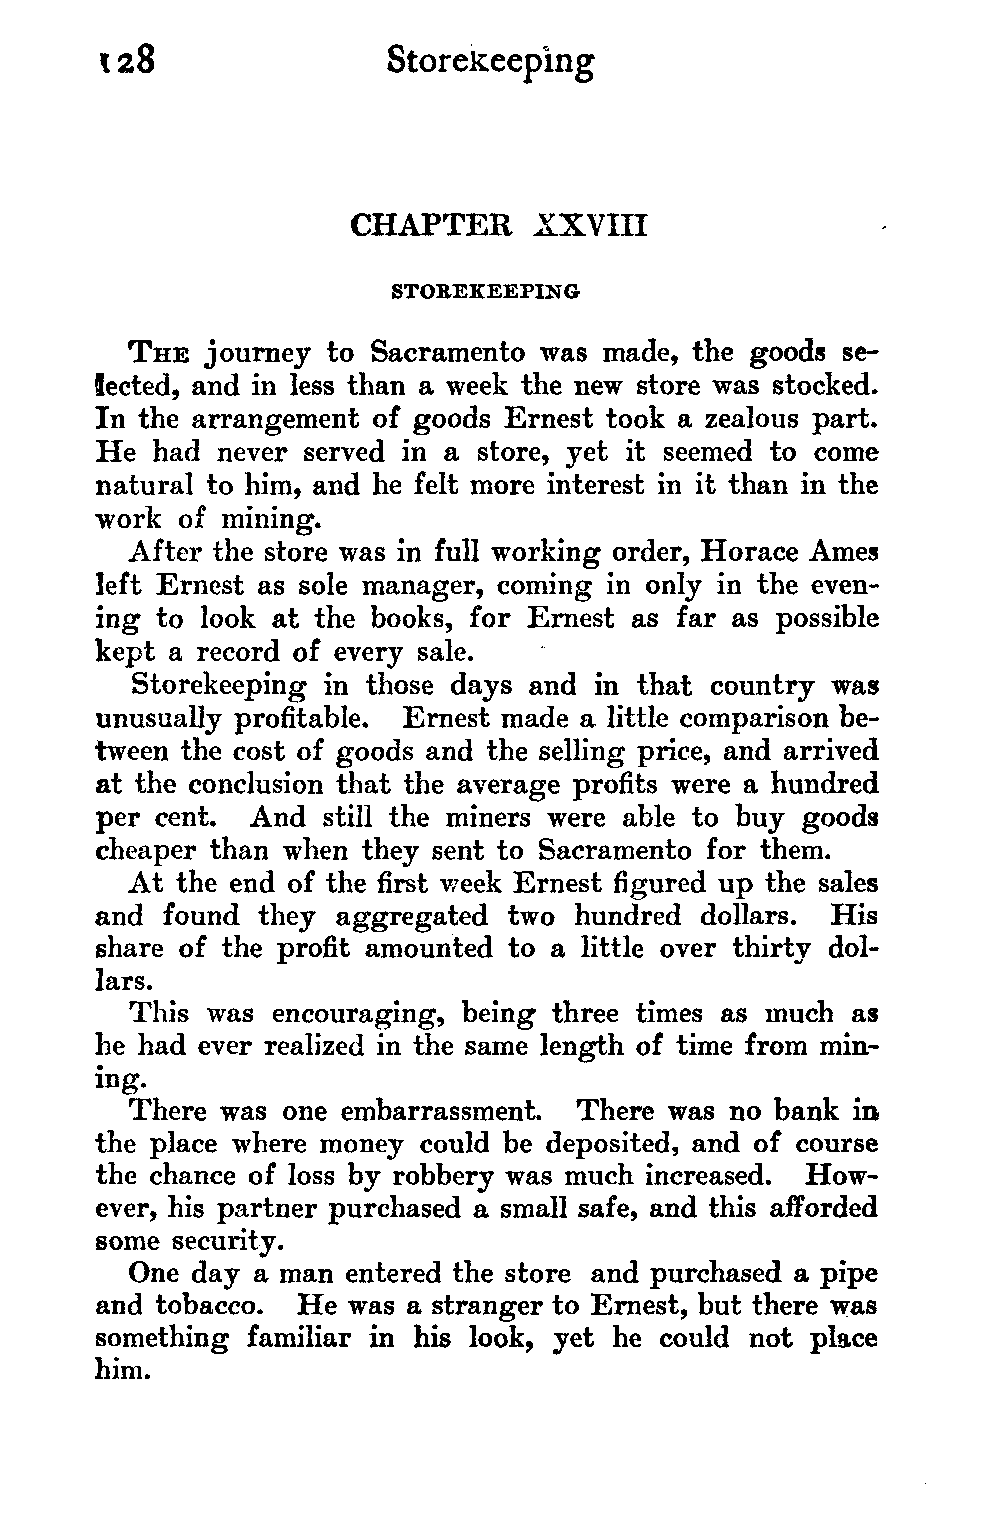 128 Storekeeping
CHAPTER XXVIII
STOREKEEPING
THE journey to Sacramento was made, the goods se-
lected, and in less than a week the new store was stocked.
In the arrangement of goods Ernest took a zealous part.
He had never served in a store, yet it seemed to come
natural to him, and he felt more interest in it than in the
work of mining.
After the store was in full working order, Horace Ames
left Ernest as sole manager, coming in only in the even-
ing to look at the books, for Ernest as far as possible
kept a record of every sale.
Storekeeping in those days and in that country was
unusually profitable. Ernest made a little comparison be-
tween the cost of goods and the selling price, and arrived
at the conclusion that the average profits were a hundred
per cent. And still the miners were able to buy goods
cheaper than when they sent to Sacramento for them.
At the end of the first week Ernest figured up the sales
and found they aggregated two hundred dollars. His
share of the profit amounted to a little over thirty dol-
lars.
This was encouraging, being three times as much as
he had ever realized in the same length of time from min-
ing.
There was one embarrassment. There was no bank in
the place where money could be deposited, and of course
the chance of loss by robbery was much increased. How-
ever, his partner purchased a small safe, and this afforded
some security.
One day a man entered the store and purchased a pipe
and tobacco. He was a stranger to Ernest, but there was
something familiar in his look, yet he could not place
him.